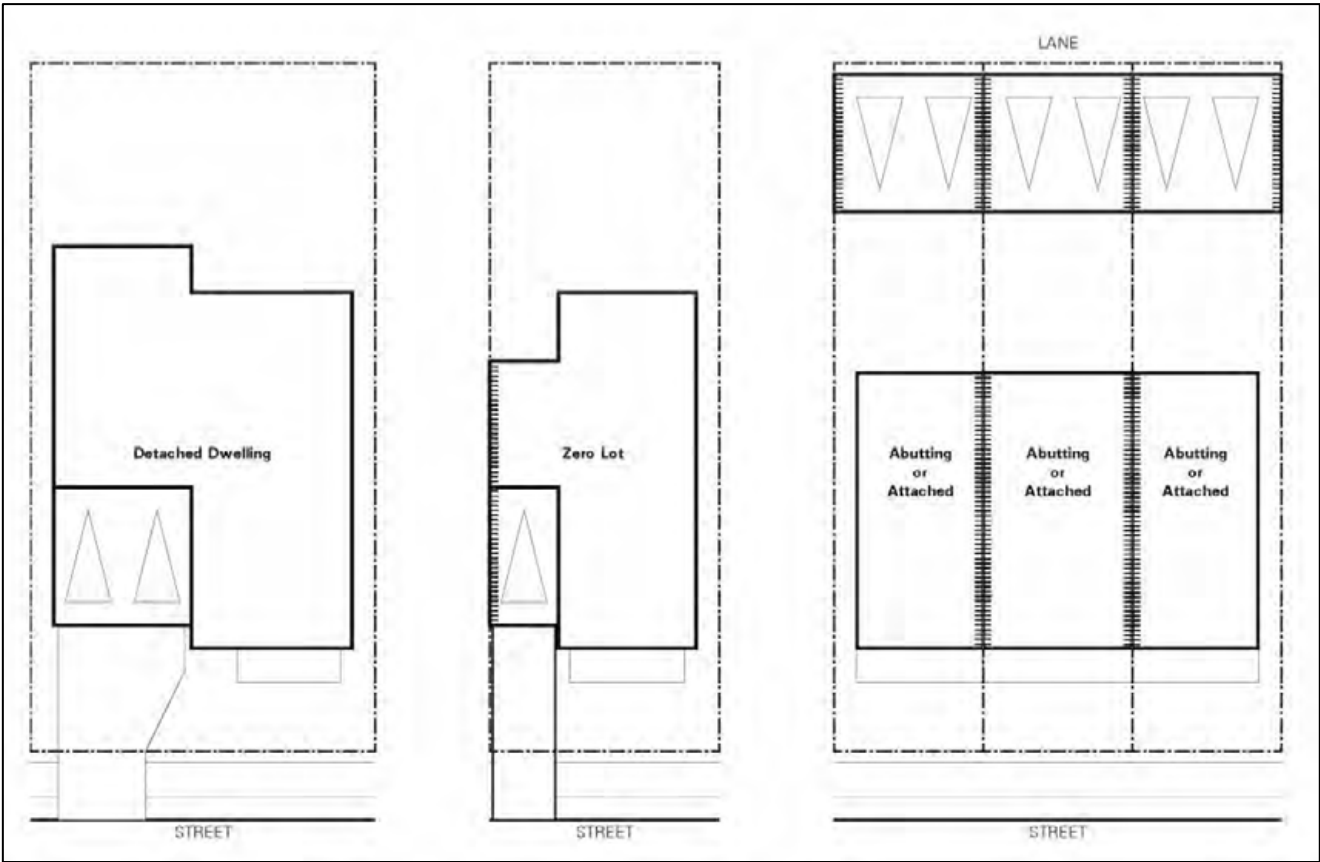 LANE
Detached Dwelling
Zero Lot
Abutting
or
Attached
Abutting
or
Attached
Abutting
or
Attached
STREET
STREET
STREET